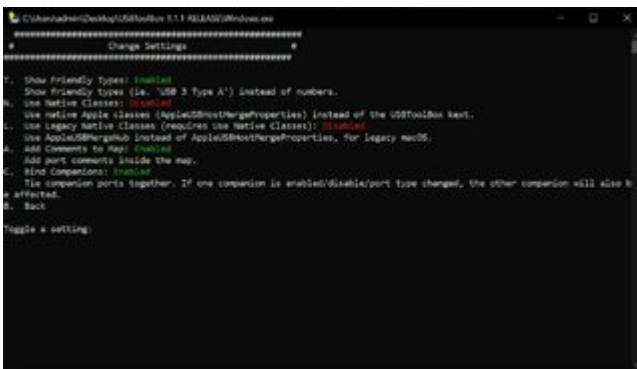 C:\Users\admin\Desktop\USBToolBox 1.1.1 RELEASE\Windows.exe
##################################################
# Change Settings #
##################################################
T. Show Friendly Types: Enabled
Show friendly types (ie. 'USB 3 Type A') instead of numbers.
N. Use Native Classes: Disabled
Use native Apple classes (AppleUSBHostMergeProperties) instead of the USBToolBox kext.
L. Use Legacy Native Classes (requires Use Native Classes): Disabled
Use AppleUSBMergeNub instead of AppleUSBHostMergeProperties, for legacy macOS.
A. Add Comments to Map: Enabled
Add port comments inside the map.
C. Bind Companions: Enabled
Tie companion ports together. If one companion is enabled/disable/port type changed, the other companion will also b
e affected.
B. Back
Toggle a setting: